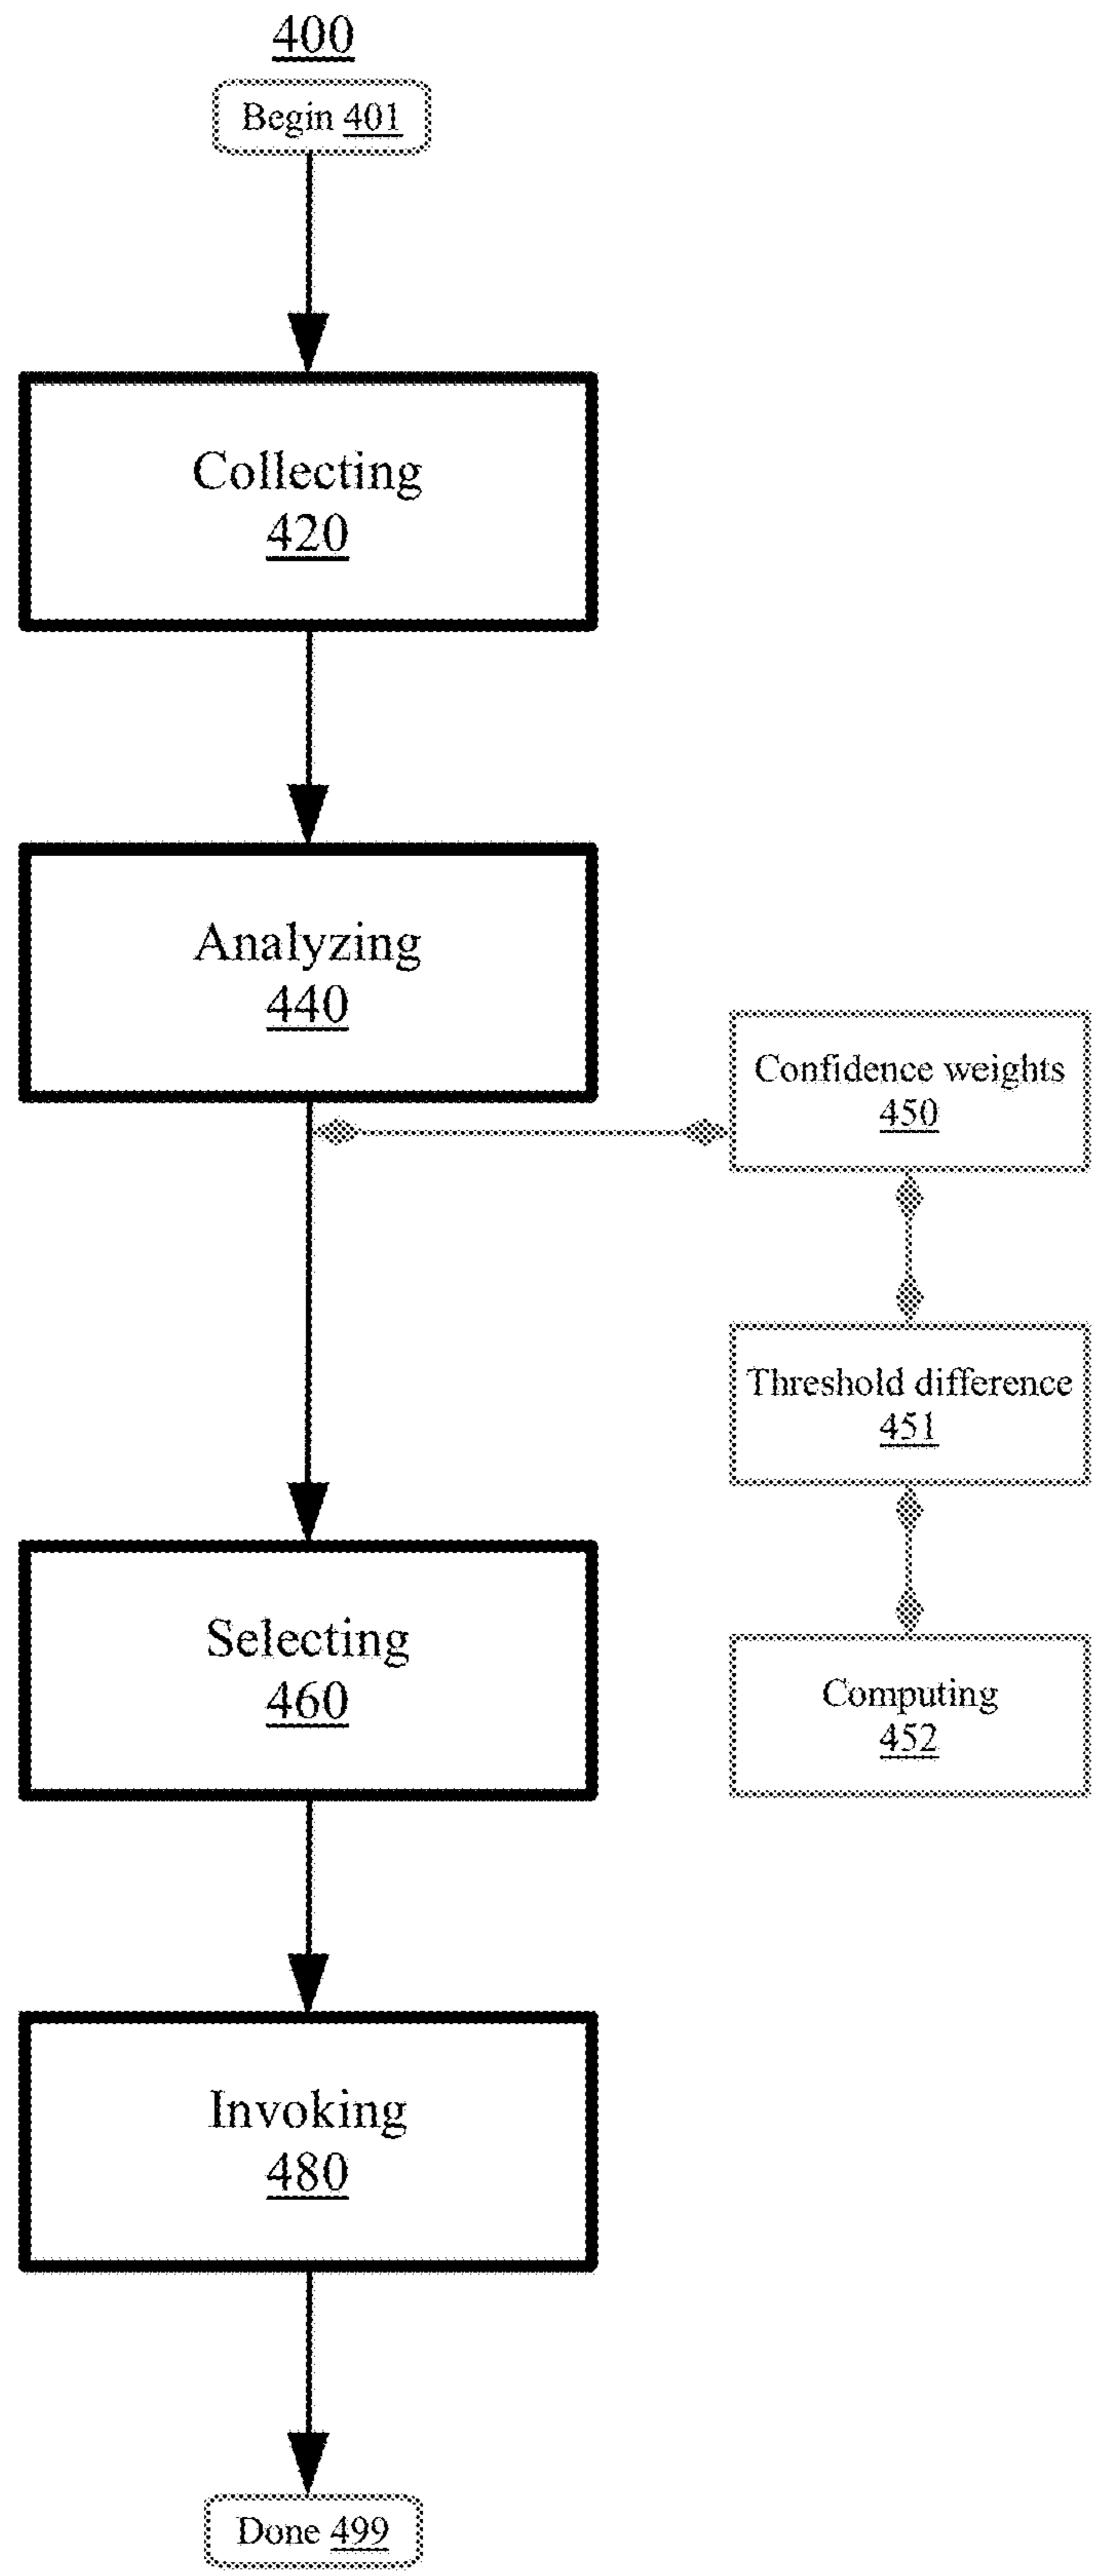 400
Begin 401
Collecting
420
Analyzing
440
Confidence weights
450
Threshold difference
451
Selecting
460
Computing
452
Invoking
480
Done 499